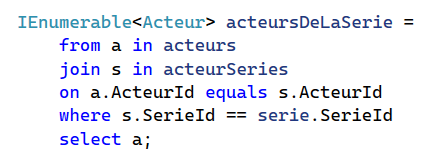 IEnumerable<Acteur> acteursDeLaSerie =
from a in acteurs
join s in acteurSeries
on a.ActeurId equals s.ActeurId
where s.SerieId == serie.SerieId
select a;